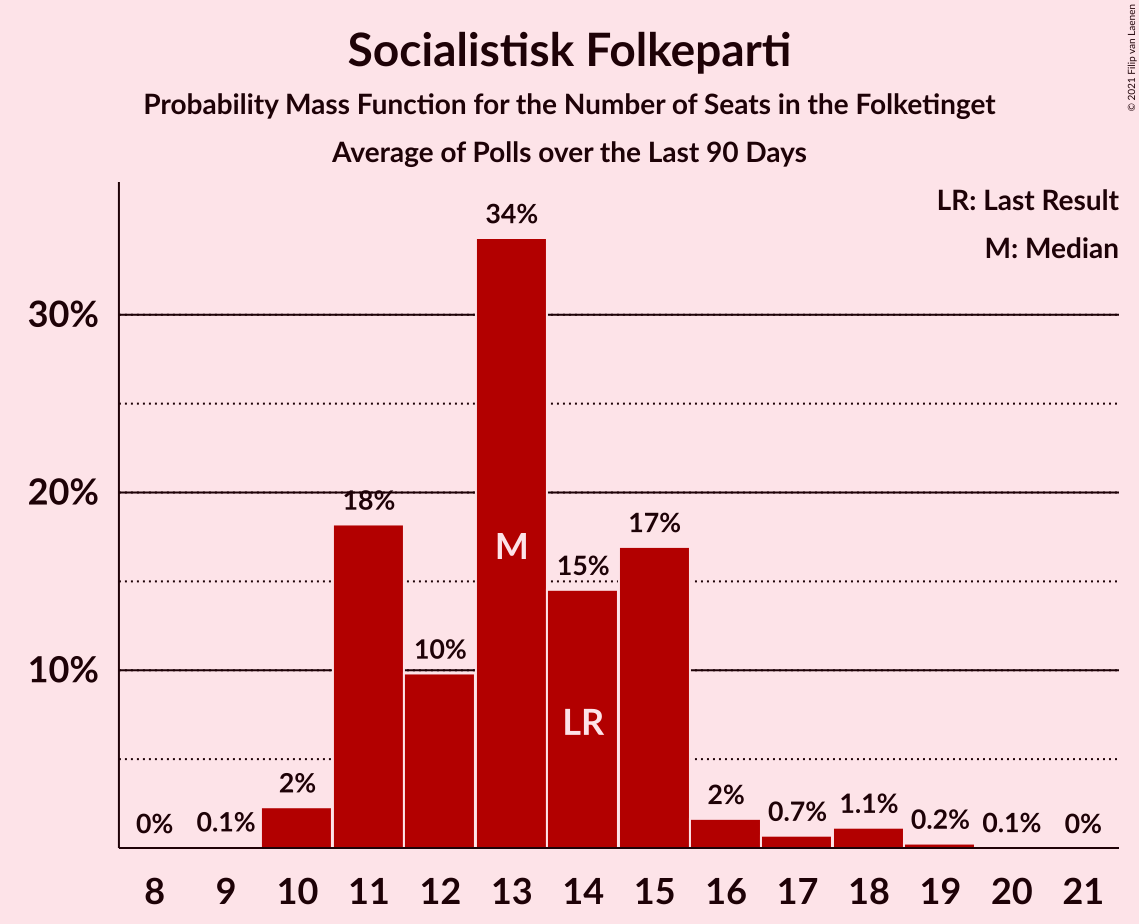 Socialistisk Folkeparti
Probability Mass Function for the Number of Seats in the Folketinget
Average of Polls over the Last 90 Days
© 2021 Filip van Laenen
LR: Last Result
M: Median
34%
30%
20%
18%
17%
M
15%
10%
10%
LR
2%
2%
0%
0.1%
0.7%
1.1%
0.2%
0.1%
0%
8 9 10 11 12 13 14 15 16 17 18 19 20 21